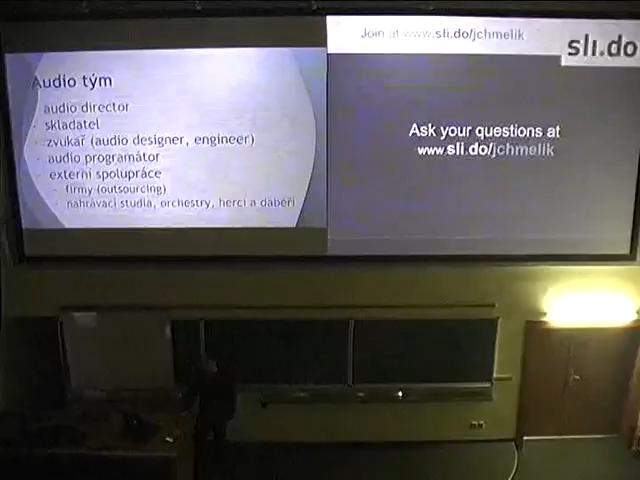 Audio tým
audio director
skladatel
zvukař (audio designer, engineer)
audio programátor
externí spolupráce
firmy (outsourcing)
nahrávací studia, orchestry, herci a dabéři
Join at www.sli.do/jchmelik
sli.do
Ask your questions at
www.sli.do/jchmelik